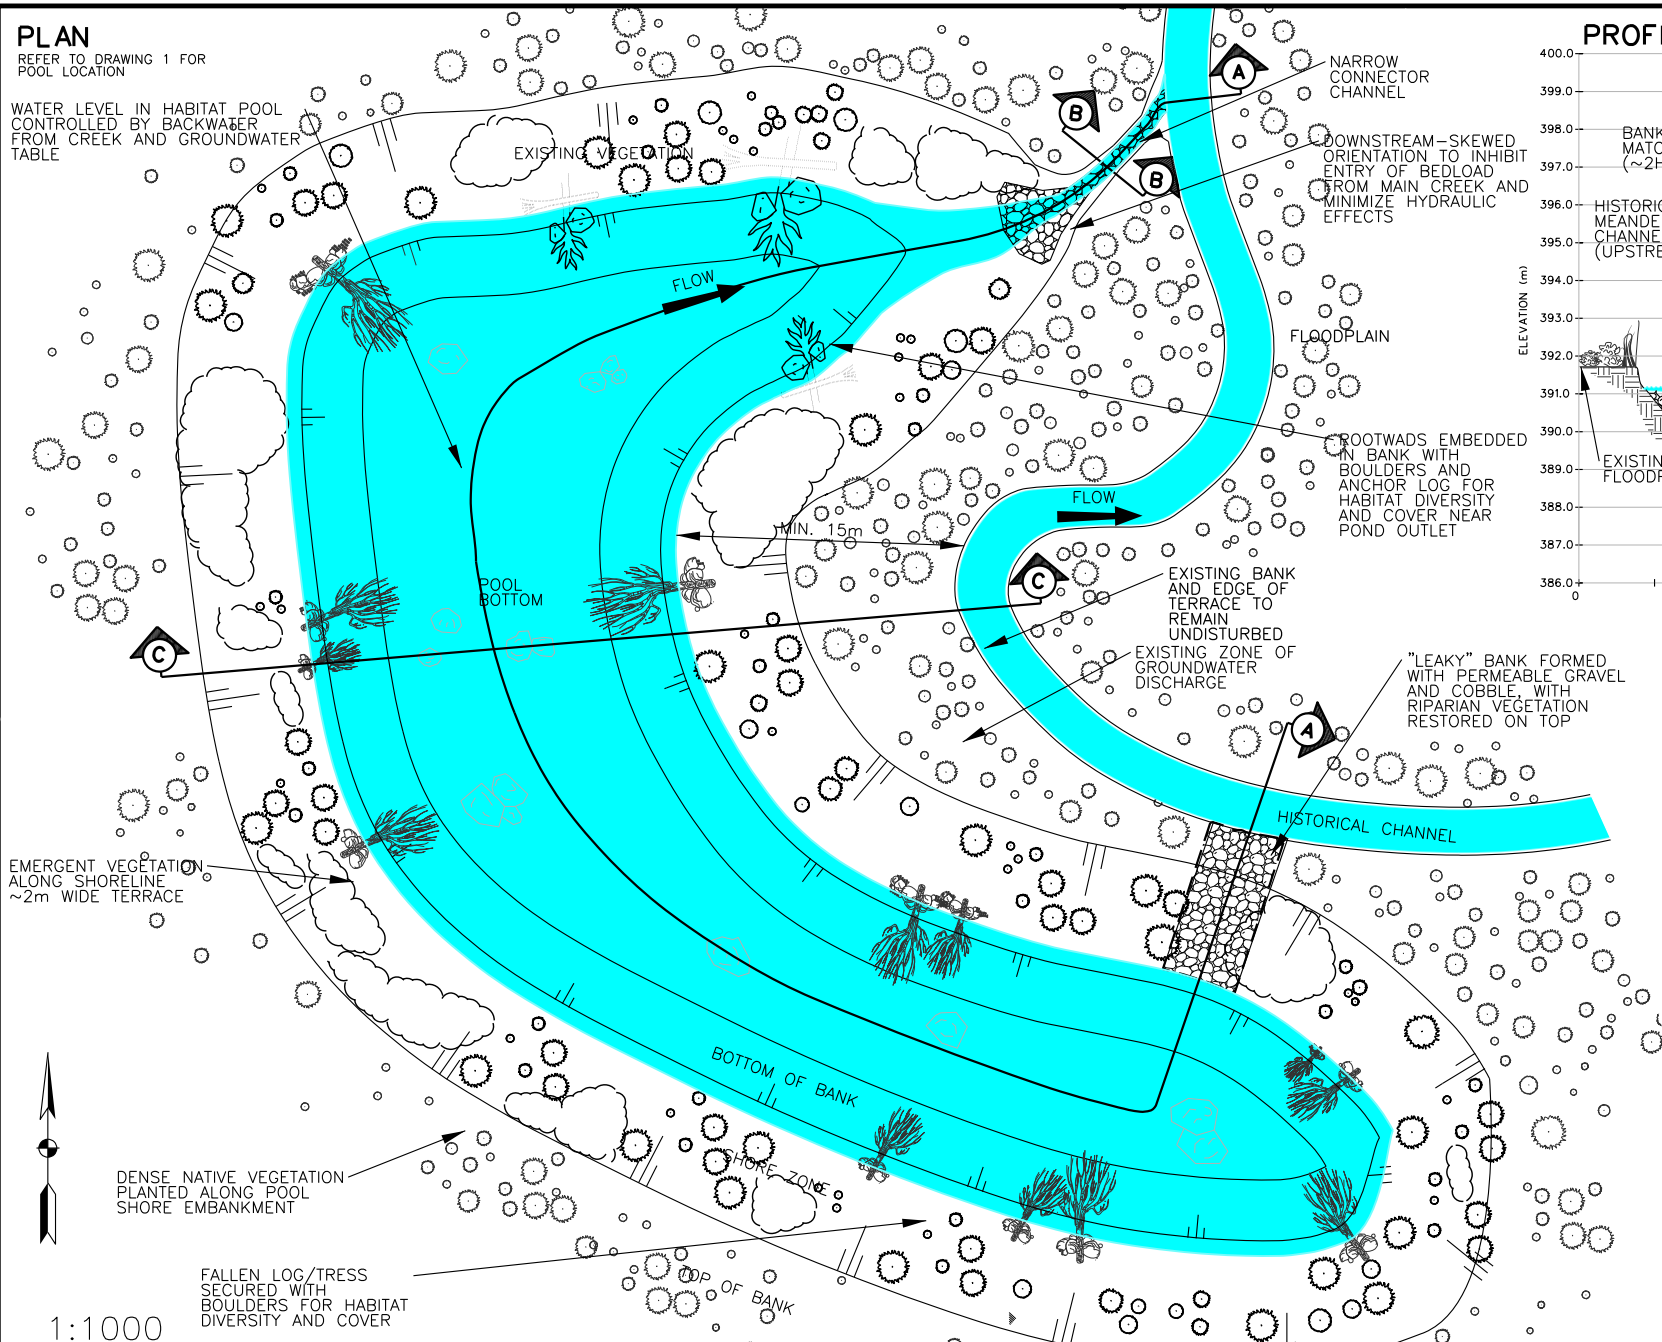 PLAN
REFER TO DRAWING 1 FOR
POOL LOCATION
WATER LEVEL IN HABITAT POOL
CONTROLLED BY BACKWATER
FROM CREEK AND GROUNDWATER
TABLE
EXISTING VEGETATION
A
B
B
NARROW
CONNECTOR
CHANNEL
DOWNSTREAM-SKEWED
ORIENTATION TO INHIBIT
ENTRY OF BEDLOAD
FROM MAIN CREEK AND
MINIMIZE HYDRAULIC
EFFECTS
FLOW
FLOODPLAIN
ROOTWADS EMBEDDED
IN BANK WITH
BOULDERS AND
ANCHOR LOG FOR
HABITAT DIVERSITY
AND COVER NEAR
POND OUTLET
FLOW
MIN. 15m
POOL
BOTTOM
C
C
EXISTING BANK
AND EDGE OF
TERRACE TO
REMAIN
UNDISTURBED
EXISTING ZONE OF
GROUNDWATER
DISCHARGE
"LEAKY" BANK FORMED
WITH PERMEABLE GRAVEL
AND COBBLE, WITH
RIPARIAN VEGETATION
RESTORED ON TOP
A
HISTORICAL CHANNEL
EMERGENT VEGETATION
ALONG SHORELINE
~2m WIDE TERRACE
BOTTOM OF BANK
DENSE NATIVE VEGETATION
PLANTED ALONG POOL
SHORE EMBANKMENT
SHORE ZONE
FALLEN LOG/TRESS
SECURED WITH
BOULDERS FOR HABITAT
DIVERSITY AND COVER
TOP OF BANK
1:1000
PROFI
400.0
399.0
398.0
397.0
396.0
395.0
394.0
393.0
392.0
391.0
390.0
389.0
388.0
387.0
386.0
0
ELEVATION (m)
BANK
MATC
(~2H
HISTORIC
MEANDE
CHANNE
(UPSTRE
EXISTIN
FLOODP